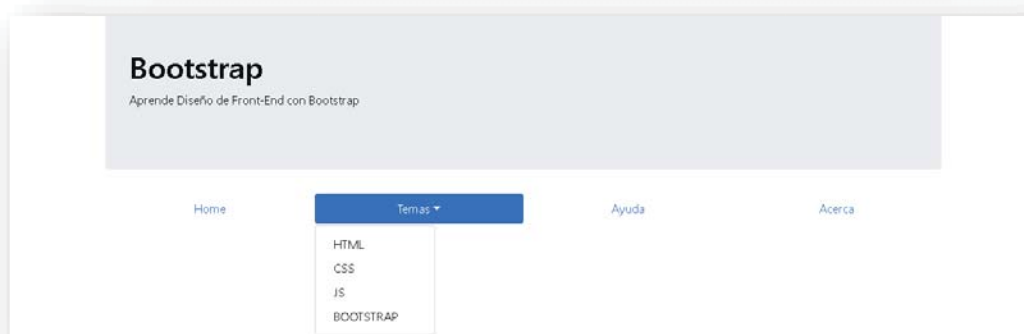 Bootstrap
Aprende Diseño de Front-End con Bootstrap
Home Temas Ayuda Acerca
HTML
CSS
JS
BOOTSTRAP